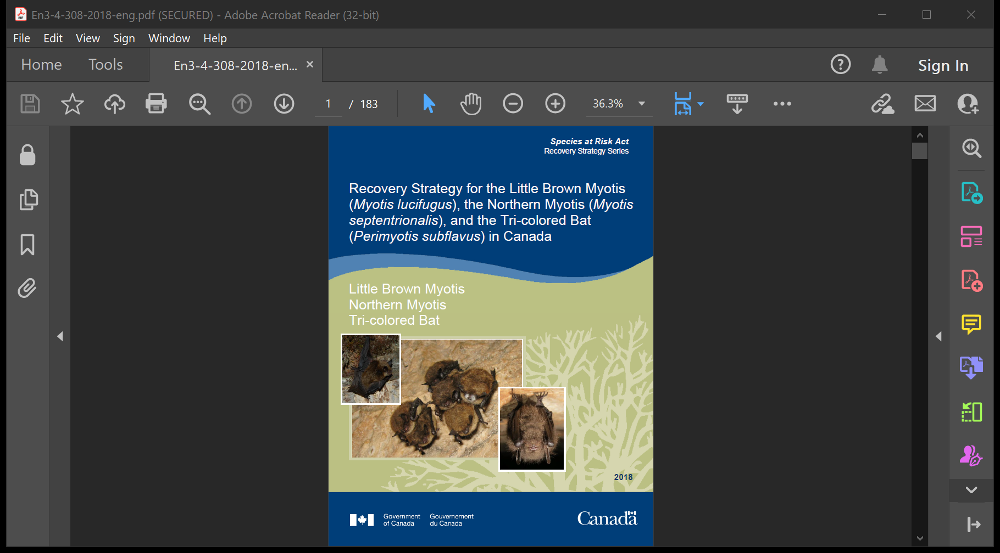 En3-4-308-2018-eng.pdf (SECURED) - Adobe Acrobat Reader (32-bit)
File Edit View Sign Window Help
Home Tools En3-4-308-2018-en... Sign In
1 / 183 36.3%
Species at Risk Act
Recovery Strategy Series
Recovery Strategy for the Little Brown Myotis
(Myotis lucifugus), the Northern Myotis (Myotis
septentrionalis), and the Tri-colored Bat
(Perimyotis subflavus) in Canada
Little Brown Myotis
Northern Myotis
Tri-colored Bat
2018
Government Gouvernement
of Canada du Canada
Canada